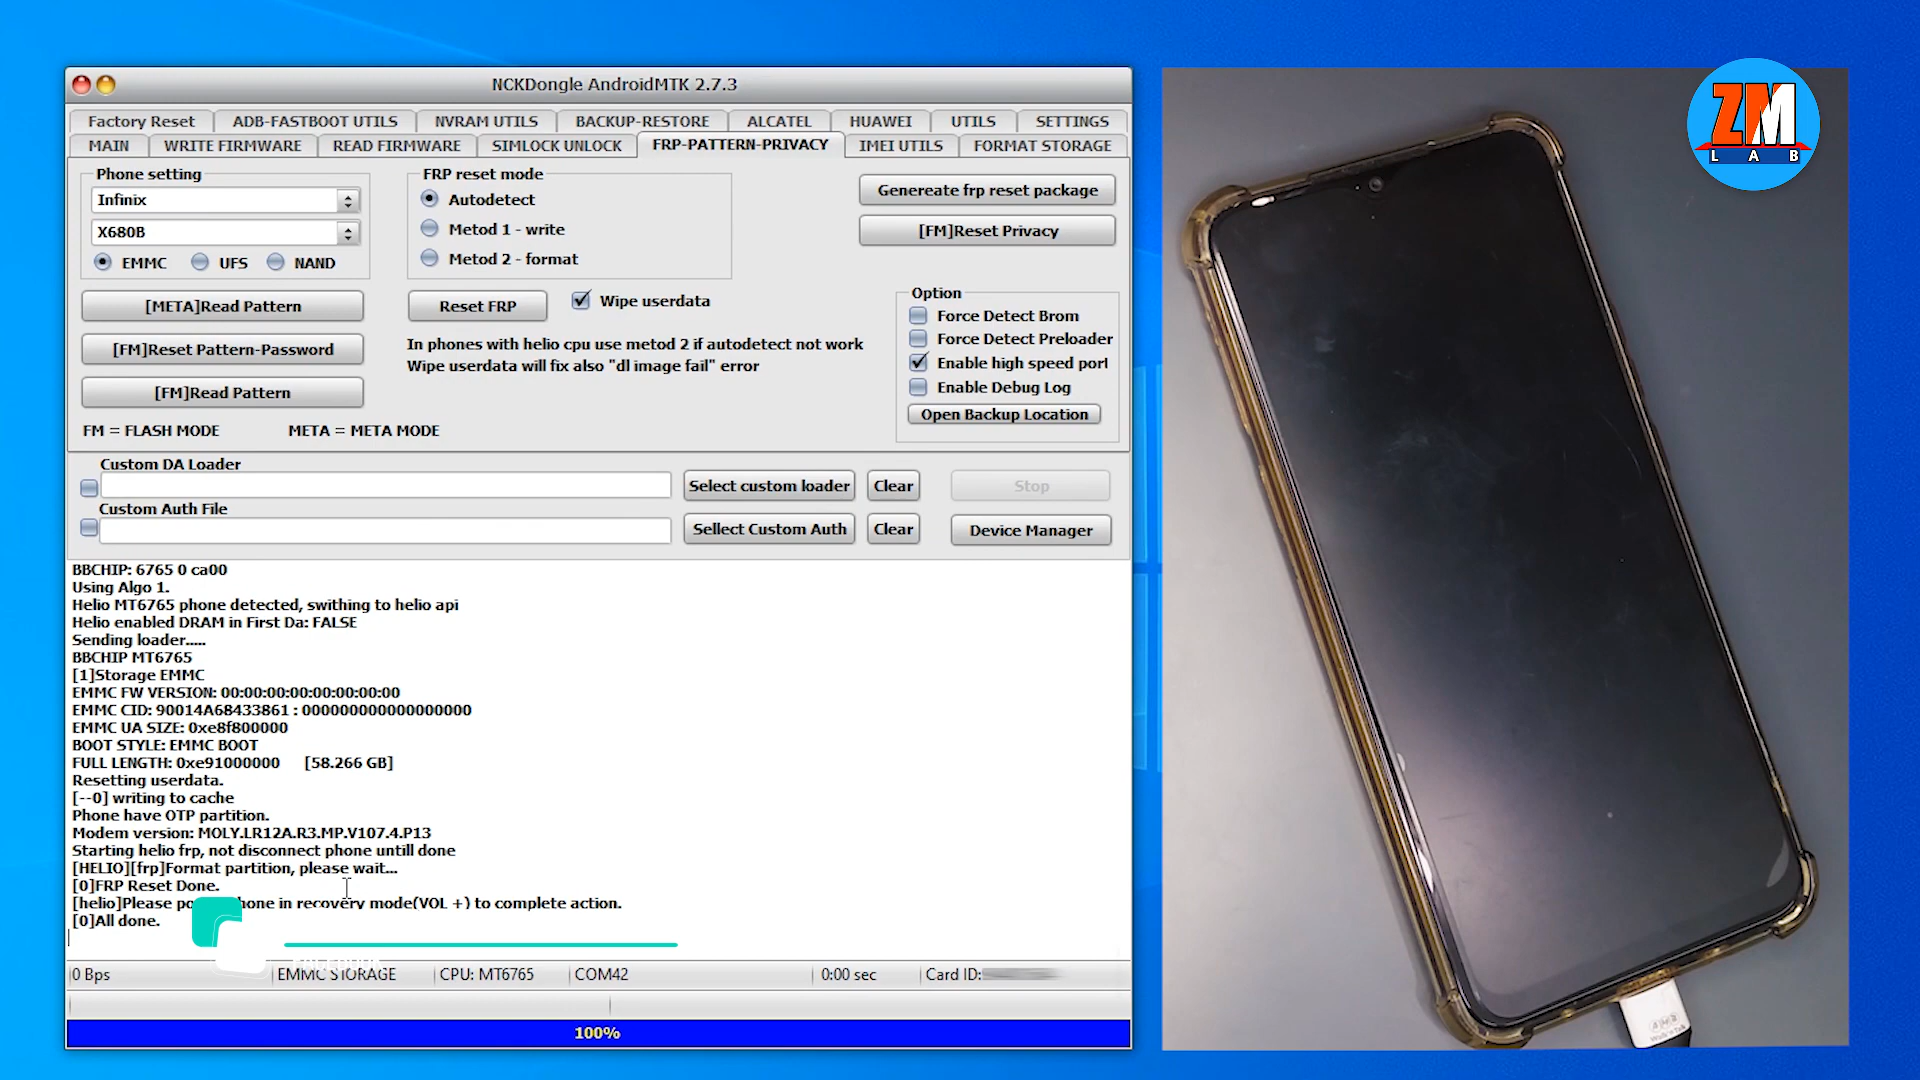 NCKDongle AndroidMTK 2.7.3
Factory Reset
ADB-FASTBOOT UTILS
NVRAM UTILS
BACKUP-RESTORE
ALCATEL
HUAWEI
UTILS
SETTINGS
MAIN
WRITE FIRMWARE
READ FIRMWARE
SIMLOCK UNLOCK
FRP-PATTERN-PRIVACY
IMEI UTILS
FORMAT STORAGE
Phone setting
Infinix
X680B
EMMC
UFS
NAND
[META]Read Pattern
[FM]Reset Pattern-Password
[FM]Read Pattern
FM = FLASH MODE
META = META MODE
FRP reset mode
Autodetect
Metod 1 - write
Metod 2 - format
Reset FRP
Wipe userdata
In phones with helio cpu use metod 2 if autodetect not work
Wipe userdata will fix also "dl image fail" error
Genereate frp reset package
[FM]Reset Privacy
Option
Force Detect Brom
Force Detect Preloader
Enable high speed port
Enable Debug Log
Open Backup Location
Custom DA Loader
Select custom loader
Clear
Stop
Custom Auth File
Sellect Custom Auth
Clear
Device Manager
BBCHIP: 6765 0 ca00
Using Algo 1.
Helio MT6765 phone detected, swithing to helio api
Helio enabled DRAM in First Da: FALSE
Sending loader.....
BBCHIP MT6765
[1]Storage EMMC
EMMC FW VERSION: 00:00:00:00:00:00:00:00
EMMC CID: 90014A68433861 : 000000000000000000
EMMC UA SIZE: 0xe8f800000
BOOT STYLE: EMMC BOOT
FULL LENGTH: 0xe91000000 [58.266 GB]
Resetting userdata.
[--0] writing to cache
Phone have OTP partition.
Modem version: MOLY.LR12A.R3.MP.V107.4.P13
Starting helio frp, not disconnect phone untill done
[HELIO][frp]Format partition, please wait...
[0]FRP Reset Done.
[helio]Please hone in recovery mode(VOL +) to complete action.
[0]All done.
0 Bps
EMMC STORAGE
CPU: MT6765
COM42
0:00 sec
Card ID:
100%
ZM
LAB